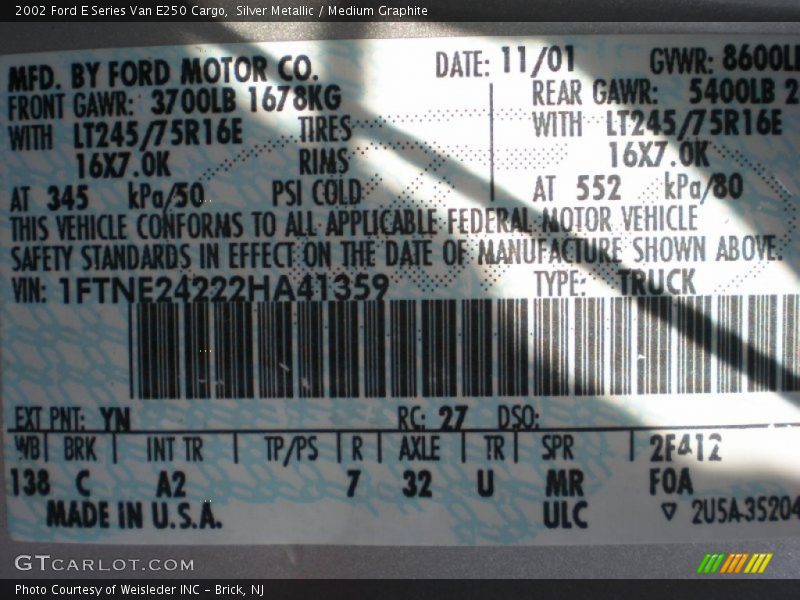 2002 Ford E Series Van E250 Cargo,  Silver Metallic / Medium Graphite
MFD. BY FORD MOTOR CO.
DATE: 11/01 GVWR: 8600LB
FRONT GAWR: 3700LB 1678KG
REAR GAWR: 5400LB 2
WITH LT245/75R16E TIRES
WITH LT245/75R16E
16X7.0K RIMS
16X7.0K
AT 345 kPa/50 PSI COLD
AT 552 kPa/80
THIS VEHICLE CONFORMS TO ALL APPLICABLE FEDERAL MOTOR VEHICLE
SAFETY STANDARDS IN EFFECT ON THE DATE OF MANUFACTURE SHOWN ABOVE.
VIN: 1FTNE24222HA41359 TYPE: TRUCK
EXT PNT: YN RC: 27 DSO:
WB BRK INT TR TP/PS R AXLE TR SPR 2F412
138 C A2 7 32 U MR F0A
MADE IN U.S.A. ULC ▽ 2U5A-35204
GTCARLOT.COM
Photo Courtesy of Weisleder INC - Brick, NJ